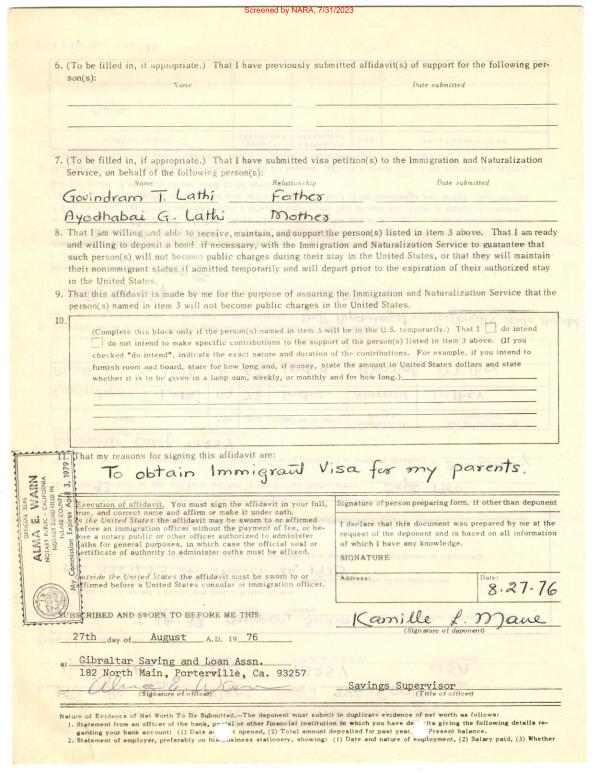 Screened by NARA, 7/31/2023
6. (To be filled in, if appropriate.) That I have previously submitted affidavit(s) of support for the following per-
son(s):
Name Date submitted
7. (To be filled in, if appropriate.) That I have submitted visa petition(s) to the Immigration and Naturalization
Service, on behalf of the following person(s):
Name Relationship Date submitted
Govindram T. Lathi Father
Ayodhabai G. Lathi Mother
8. That I am willing and able to receive, maintain, and support the person(s) listed in item 3 above. That I am ready
and willing to deposit a bond, if necessary, with the Immigration and Naturalization Service to guarantee that
such person(s) will not become public charges during their stay in the United States, or that they will maintain
their nonimmigrant status if admitted temporarily and will depart prior to the expiration of their authorized stay
in the United States.
9. That this affidavit is made by me for the purpose of assuring the Immigration and Naturalization Service that the
person(s) named in item 3 will not become public charges in the United States.
10.
(Complete this block only if the person(s) named in item 3 will be in the U.S. temporarily.) That I do intend
do not intend to make specific contributions to the support of the person(s) listed in item 3 above. (If you
checked "do intend", indicate the exact nature and duration of the contributions. For example, if you intend to
furnish room and board, state for how long and, if money, state the amount in United States dollars and state
whether it is to be given in a lump sum, weekly, or monthly and for how long.)
That my reasons for signing this affidavit are:
To obtain Immigrant Visa for my parents.
OFFICIAL SEAL
ALMA E. WARN
NOTARY PUBLIC - CALIFORNIA
NOTARY BOND FILED IN
TULARE COUNTY
My Commission Expires April 3, 1979
Execution of affidavit. You must sign the affidavit in your full,
true, and correct name and affirm or make it under oath.
In the United States the affidavit may be sworn to or affirmed
before an immigration officer without the payment of fee, or be-
fore a notary public or other officer authorized to administer
oaths for general purposes, in which case the official seal or
certificate of authority to administer oaths must be affixed.
Outside the United States the affidavit must be sworn to or
affirmed before a United States consular or immigration officer.
Signature of person preparing form, if other than deponent
I declare that this document was prepared by me at the
request of the deponent and is based on all information
of which I have any knowledge.
SIGNATURE
Address: Date:
8.27.76
SUBSCRIBED AND SWORN TO BEFORE ME THIS
(Signature of deponent)
27th day of August A.D. 19 76
at Gibraltar Saving and Loan Assn.
182 North Main, Porterville, Ca. 93257
Alma E. Warn Savings Supervisor
(Signature of officer) (Title of officer)
Nature of Evidence of Net Worth To Be Submitted.—The deponent must submit in duplicate evidence of net worth as follows:
1. Statement from an officer of the bank, or other financial institution in which you have giving the following details re-
garding your bank account: (1) Date opened, (2) Total amount deposited for past year, Present balance.
2. Statement of employer, preferably on his business stationery, showing: (1) Date and nature of employment, (2) Salary paid, (3) Whether